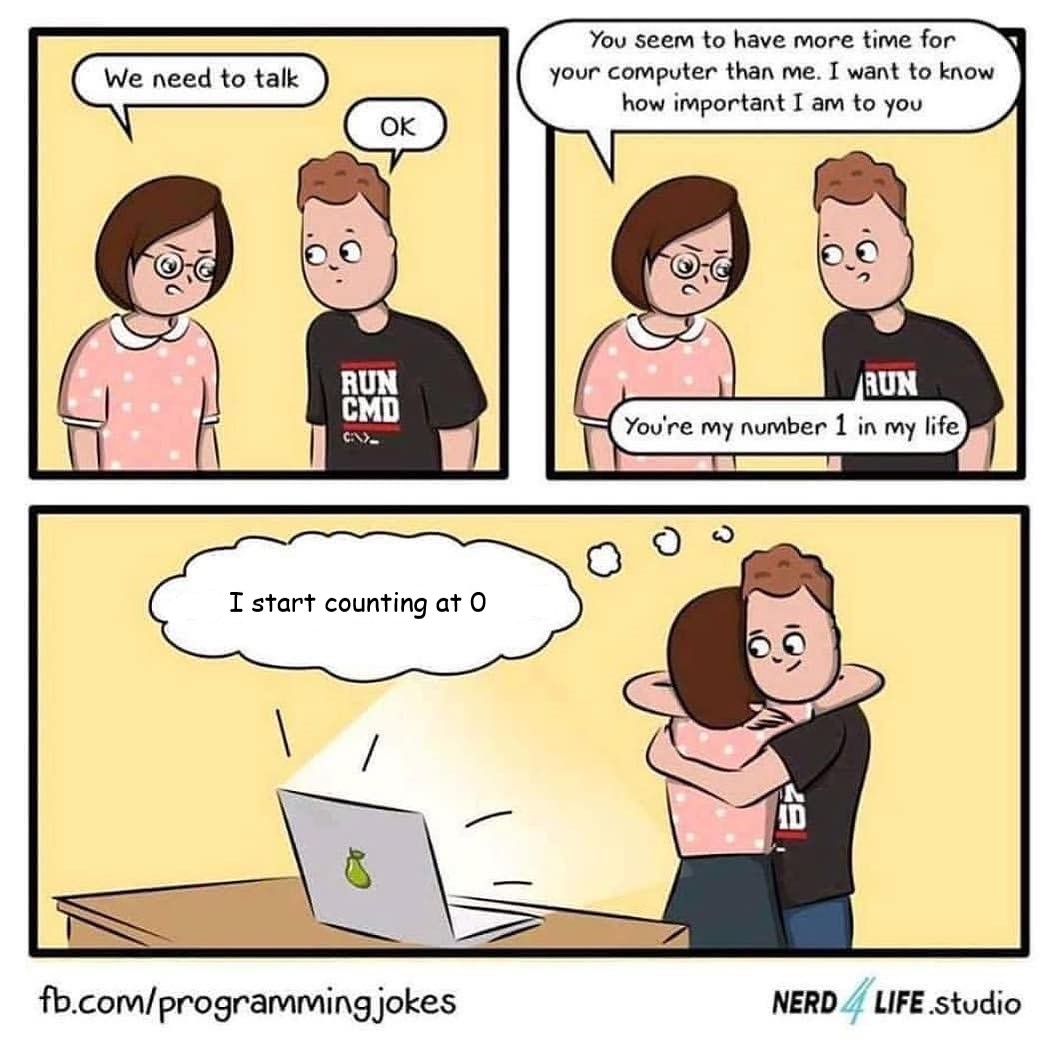 We need to talk
OK
RUN
CMD
C:\>_
You seem to have more time for
your computer than me. I want to know
how important I am to you
RUN
You're my number 1 in my life
I start counting at 0
N
MD
fb.com/programmingjokes
NERD 4 LIFE.studio